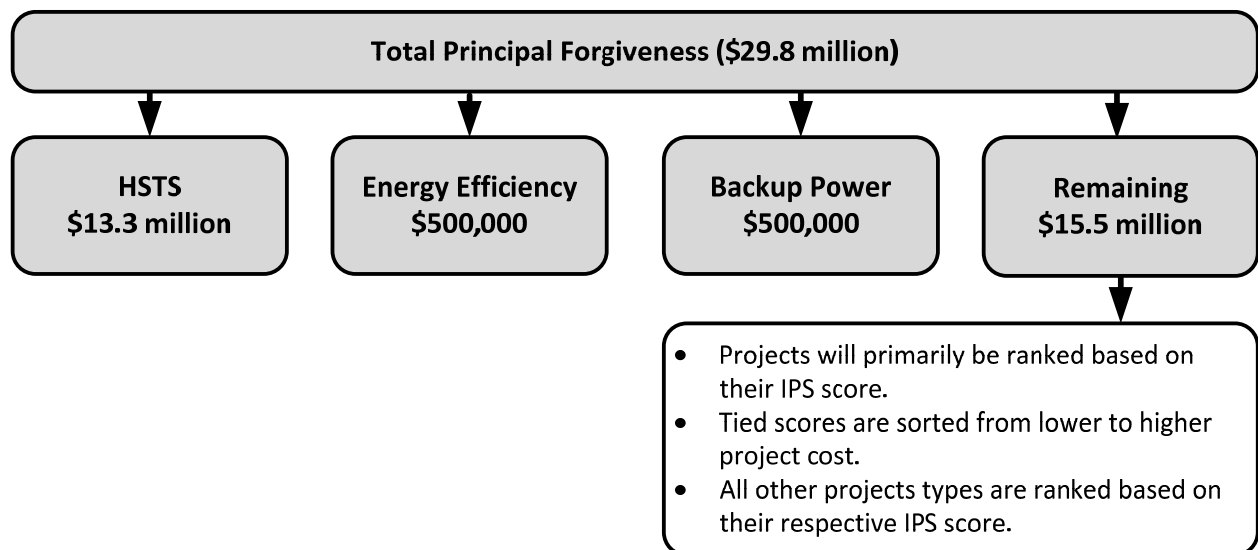 Total Principal Forgiveness ($29.8 million)
HSTS
$13.3 million
Energy Efficiency
$500,000
Backup Power
$500,000
Remaining
$15.5 million
• Projects will primarily be ranked based on
their IPS score.
• Tied scores are sorted from lower to higher
project cost.
• All other projects types are ranked based on
their respective IPS score.